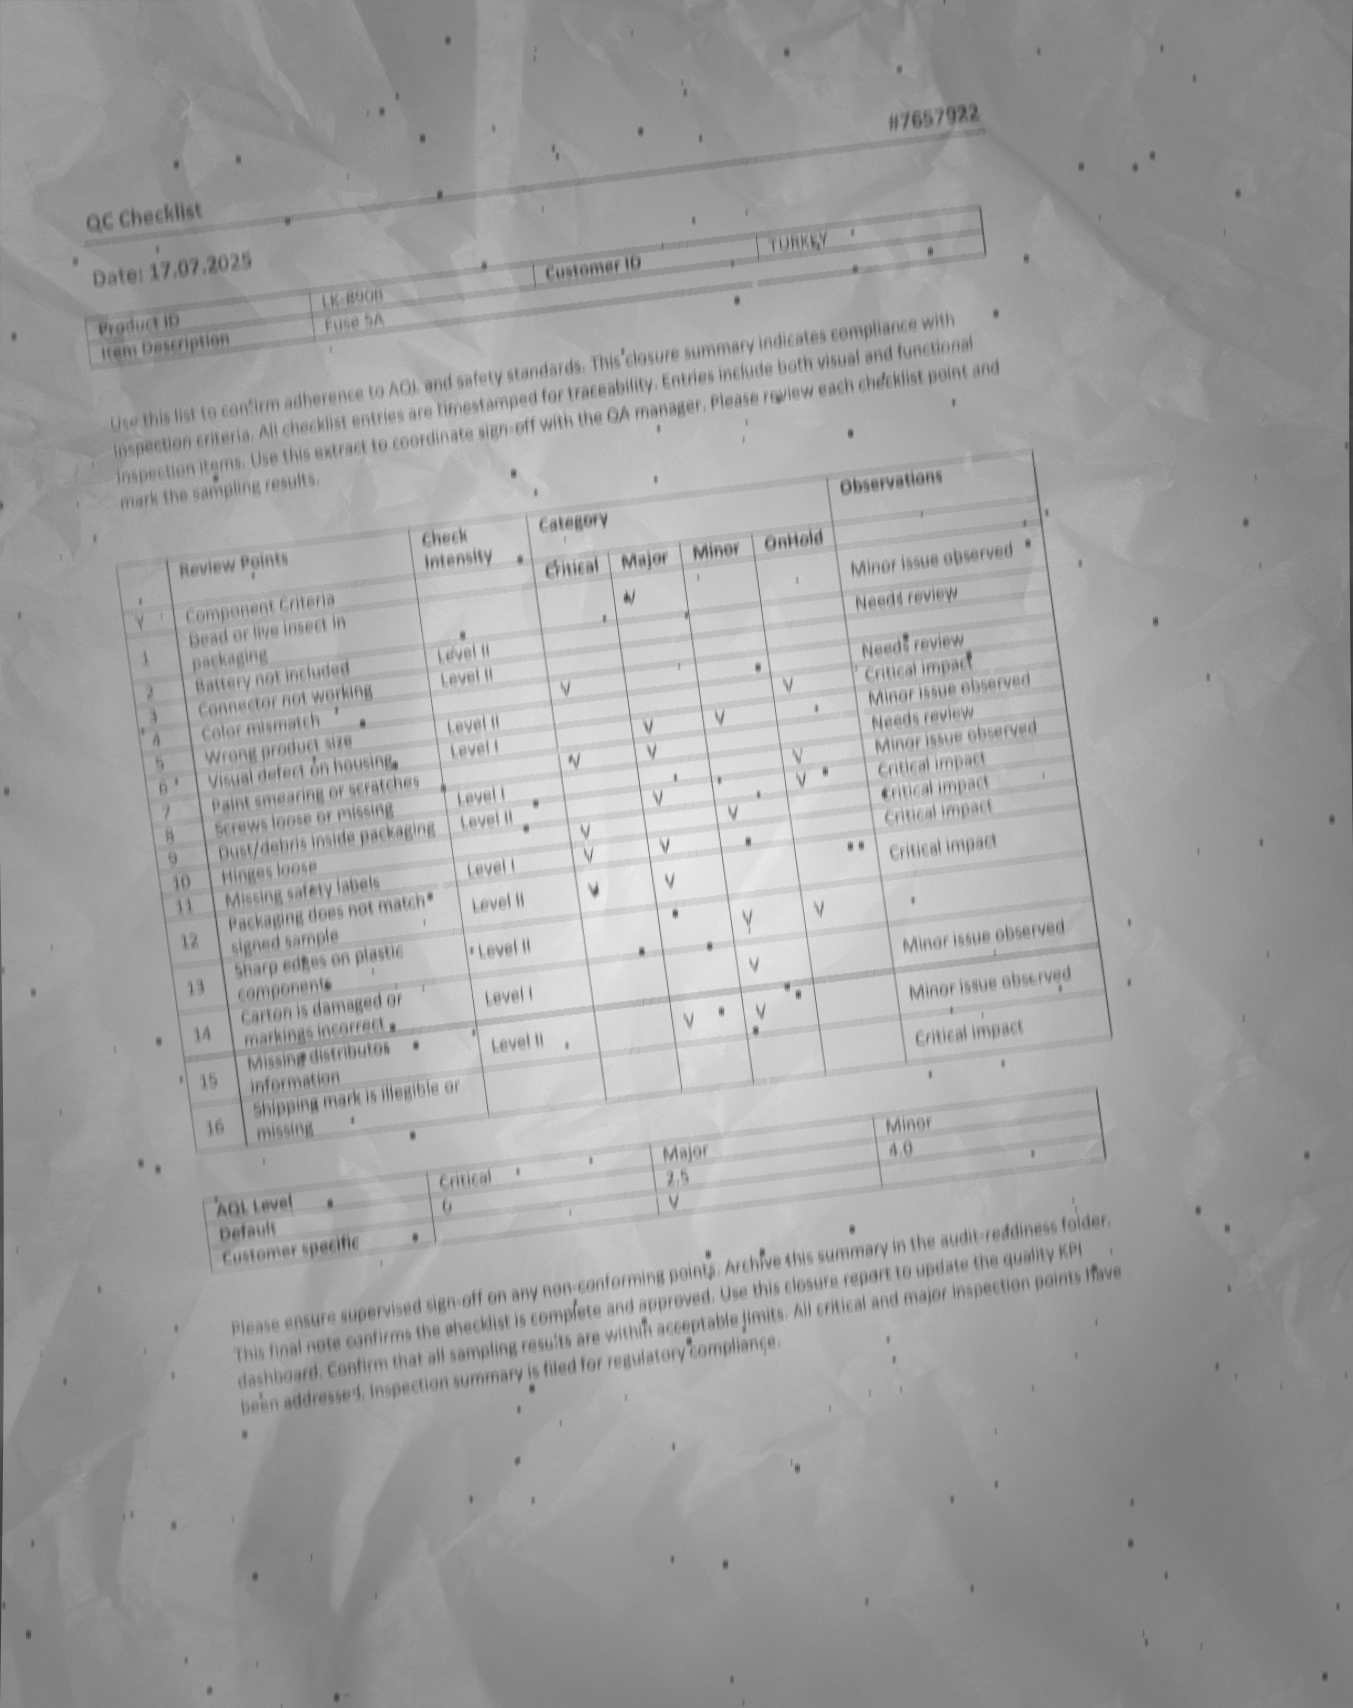 #7657922
QC Checklist
Date: 17.07.2025
Product ID LK-8908 Customer ID TURKEY
Item Description Fuse 5A
Use this list to confirm adherence to AQL and safety standards. This closure summary indicates compliance with
inspection criteria. All checklist entries are timestamped for traceability. Entries include both visual and functional
inspection items. Use this extract to coordinate sign-off with the QA manager. Please review each checklist point and
mark the sampling results.
Review Points Check Intensity Category Observations
Critical Major Minor OnHold
V Component Criteria
1 Dead or live insect in V Minor issue observed
packaging
2 Battery not included Level II Needs review
3 Connector not working Level II
4 Color mismatch V Needs review
5 Wrong product size Level II V Critical impact
6 Visual defect on housing Level I V V Minor issue observed
7 Paint smearing or scratches V V Needs review
8 Screws loose or missing Level I V Minor issue observed
9 Dust/debris inside packaging Level II V V Critical impact
10 Hinges loose V V Critical impact
11 Missing safety labels Level I V V Critical impact
12 Packaging does not match Level II V V Critical impact
signed sample
13 Sharp edges on plastic Level II V V
components
14 Carton is damaged or Level I V Minor issue observed
markings incorrect
15 Missing distributos Level II V V Minor issue observed
information
16 Shipping mark is illegible or Critical impact
missing
AQL Level Critical Major Minor
Default 0 2.5 4.0
Customer specific V
Please ensure supervised sign-off on any non-conforming points. Archive this summary in the audit-readiness folder.
This final note confirms the checklist is complete and approved. Use this closure report to update the quality KPI
dashboard. Confirm that all sampling results are within acceptable limits. All critical and major inspection points have
been addressed. Inspection summary is filed for regulatory compliance.